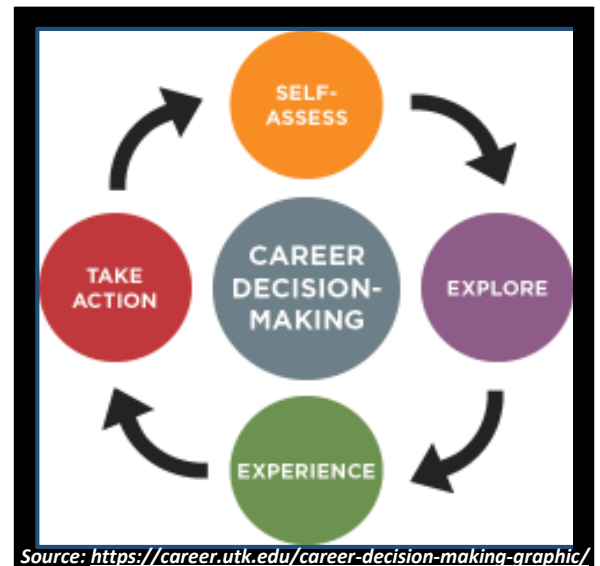 SELF-
ASSESS
TAKE
ACTION
CAREER
DECISION-
MAKING
EXPLORE
EXPERIENCE
Source: https://career.utk.edu/career-decision-making-graphic/